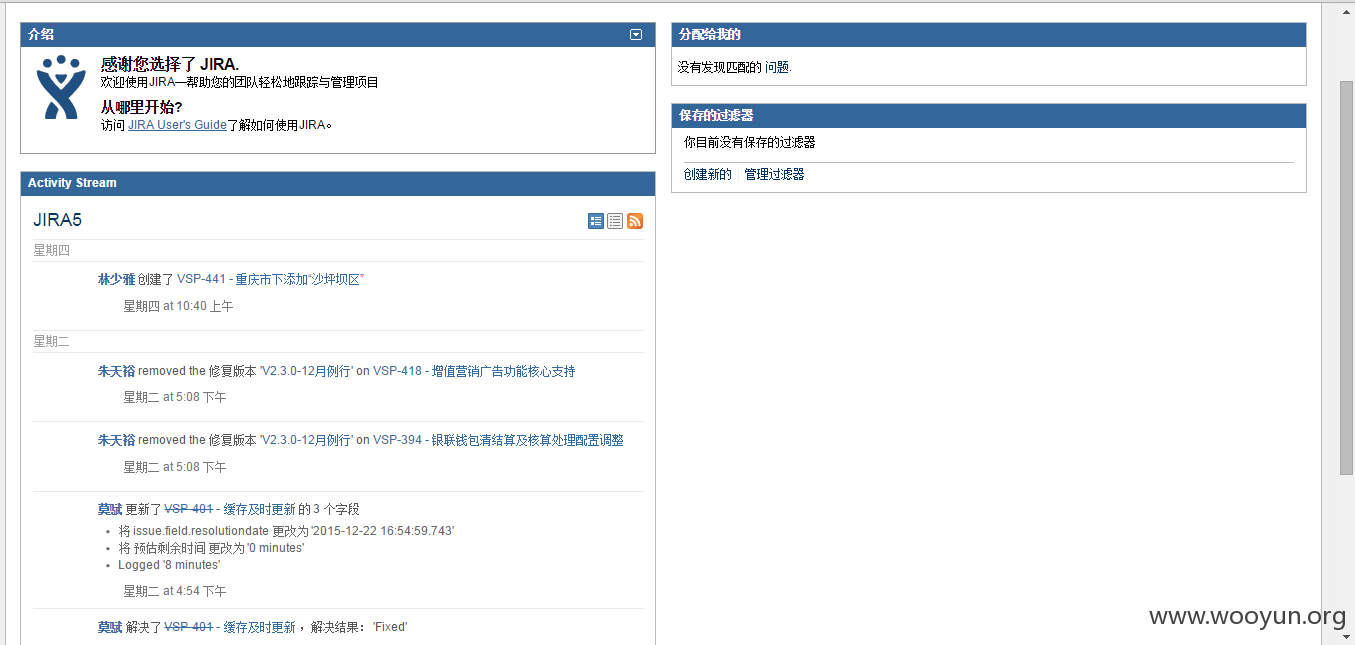 介绍
感谢您选择了 JIRA.
欢迎使用JIRA—帮助您的团队轻松地跟踪与管理项目
从哪里开始?
访问 JIRA User's Guide了解如何使用JIRA。
Activity Stream
JIRA5
星期四
林少雅 创建了 VSP-441 - 重庆市下添加“沙坪坝区”
星期四 at 10:40 上午
星期二
朱天裕 removed the 修复版本 'V2.3.0-12月例行' on VSP-418 - 增值营销广告功能核心支持
星期二 at 5:08 下午
朱天裕 removed the 修复版本 'V2.3.0-12月例行' on VSP-394 - 银联钱包清结算及核算处理配置调整
星期二 at 5:08 下午
莫斌 更新了 VSP-401 - 缓存及时更新 的 3 个字段
• 将 issue.field.resolutiondate 更改为 '2015-12-22 16:54:59.743'
• 将 预估剩余时间 更改为 '0 minutes'
• Logged '8 minutes'
星期二 at 4:54 下午
莫斌 解决了 VSP-401 - 缓存及时更新 ，解决结果： 'Fixed'
分配给我的
没有发现匹配的 问题.
保存的过滤器
你目前没有保存的过滤器
创建新的 管理过滤器
www.wooyun.org